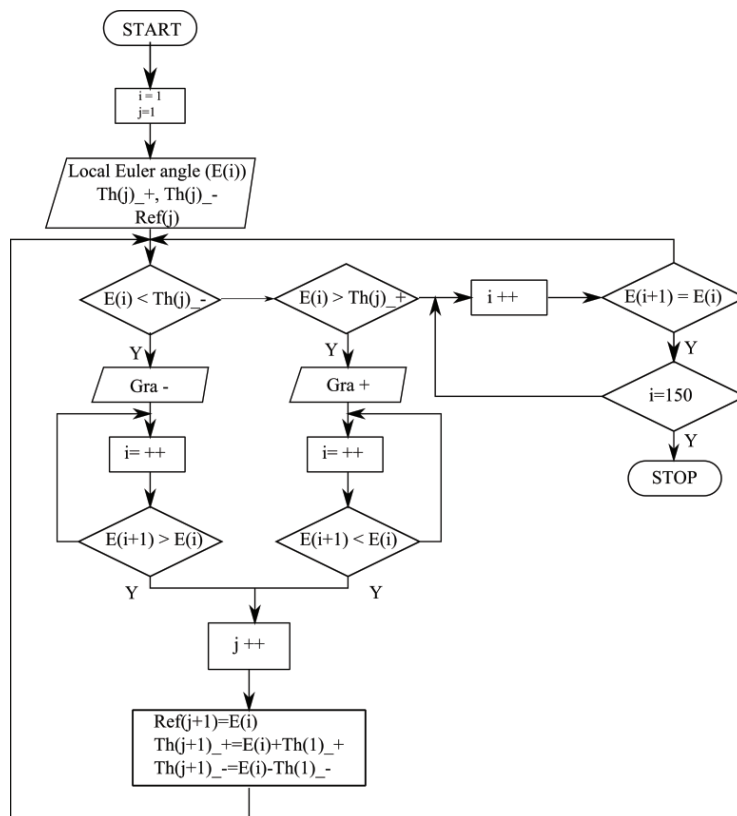 START
i = 1
j=1
Local Euler angle (E(i))
Th(j)_+, Th(j)_-
Ref(j)
E(i) < Th(j)_-
E(i) > Th(j)_+
i ++
E(i+1) = E(i)
Y
Y
Y
Gra -
Gra +
i=150
Y
i= ++
i= ++
STOP
E(i+1) > E(i)
E(i+1) < E(i)
Y
Y
j ++
Ref(j+1)=E(i)
Th(j+1)_+=E(i)+Th(1)_+
Th(j+1)_-=E(i)-Th(1)_-